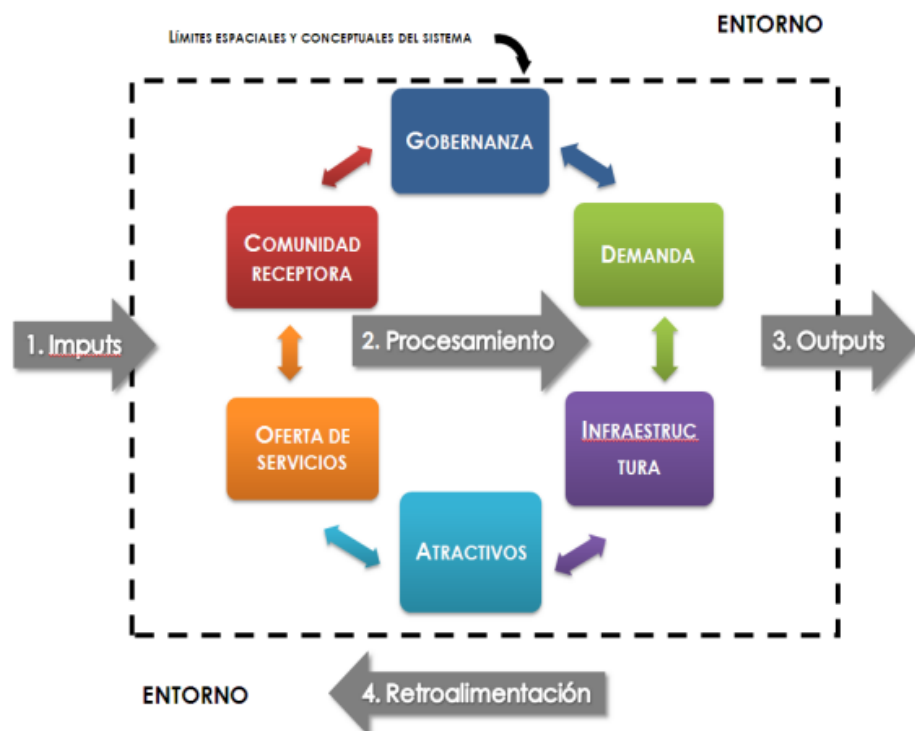 ENTORNO
LÍMITES ESPACIALES Y CONCEPTUALES DEL SISTEMA
GOBERNANZA
COMUNIDAD
RECEPTORA
DEMANDA
1. Imputs
2. Procesamiento
3. Outputs
OFERTA DE
SERVICIOS
INFRAESTRUC
TURA
ATRACTIVOS
ENTORNO
4. Retroalimentación